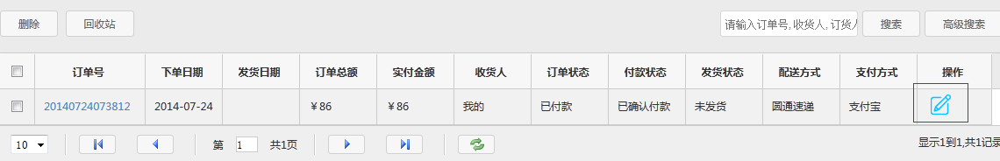 删除 回收站 请输入订单号,收货人,订货人 搜索 高级搜索
订单号 下单日期 发货日期 订单总额 实付金额 收货人 订单状态 付款状态 发货状态 配送方式 支付方式 操作
20140724073812 2014-07-24 ￥86 ￥86 我的 已付款 已确认付款 未发货 圆通速递 支付宝
10 第 1 共1页 显示1到1,共1记录